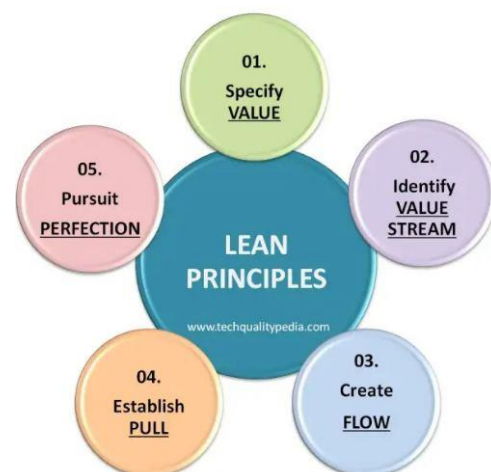 01.
Specify
VALUE
02.
Identify
VALUE
STREAM
03.
Create
FLOW
04.
Establish
PULL
05.
Pursuit
PERFECTION
LEAN
PRINCIPLES
www.techqualitypedia.com